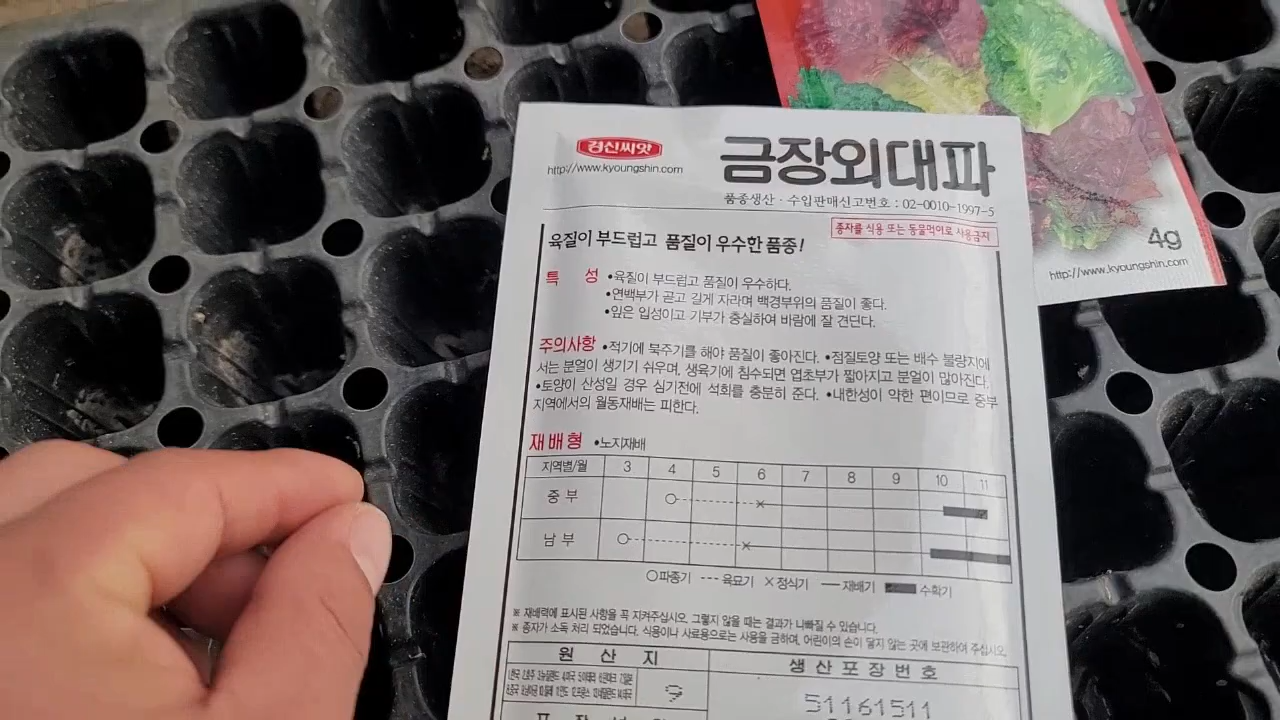 경신씨앗
http://www.kyoungshin.com
금장외대파
품종생산 · 수입판매신고번호 : 02-0010-1997-5
종자를 식용 또는 동물먹이로 사용금지
육질이 부드럽고 품질이 우수한 품종!
특 성 •육질이 부드럽고 품질이 우수하다.
•연백부가 곧고 길게 자라며 백경부위의 품질이 좋다.
•잎은 입성이고 기부가 충실하여 바람에 잘 견딘다.
주의사항 •적기에 북주기를 해야 품질이 좋아진다. •점질토양 또는 배수 불량지에
서는 분얼이 생기기 쉬우며, 생육기에 침수되면 엽초부가 짧아지고 분얼이 많아진다.
•토양이 산성일 경우 심기전에 석회를 충분히 준다. •내한성이 약한 편이므로 중부
지역에서의 월동재배는 피한다.
재배형 •노지재배
지역별/월 3 4 5 6 7 8 9 10 11
중 부
남 부
○파종기 --- 육묘기 ×정식기 — 재배기 수확기
※ 재배력에 표시된 사항을 꼭 지켜주십시오. 그렇지 않을 때는 결과가 나빠질 수 있습니다.
※ 종자가 소독 처리 되었습니다. 식용이나 사료용으로는 사용을 금하며, 어린이의 손이 닿지 않는 곳에 보관하여 주십시오.
원 산 지
생 산 포 장 번 호
9
51161511
4g
http://www.kyoungshin.com